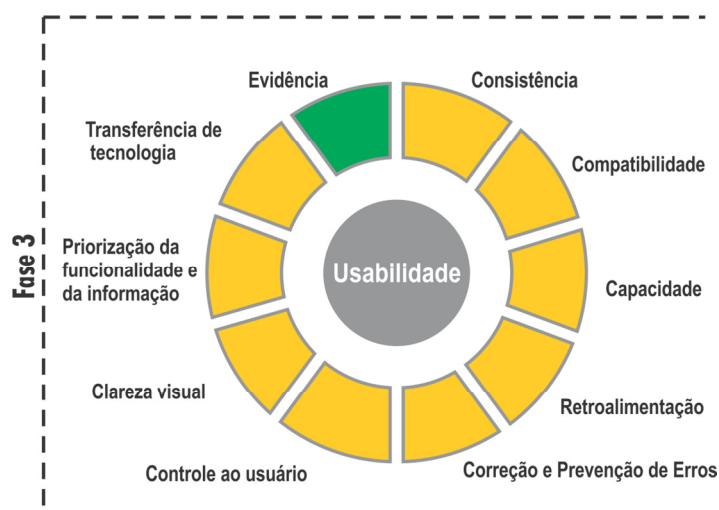 Fase 3
Evidência
Consistência
Transferência de
tecnologia
Compatibilidade
Priorização da
funcionalidade e
da informação
Usabilidade
Capacidade
Clareza visual
Retroalimentação
Controle ao usuário
Correção e Prevenção de Erros